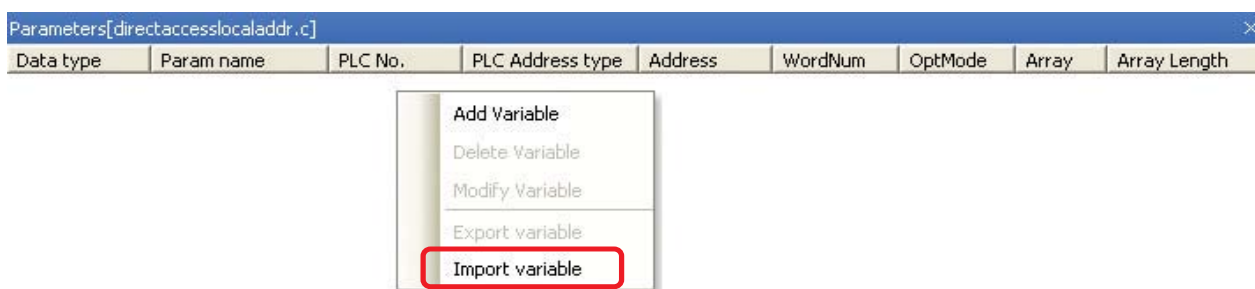 Parameters[directaccesslocaladdr.c]
Data type Param name PLC No. PLC Address type Address WordNum OptMode Array Array Length
Add Variable
Delete Variable
Modify Variable
Export variable
Import variable